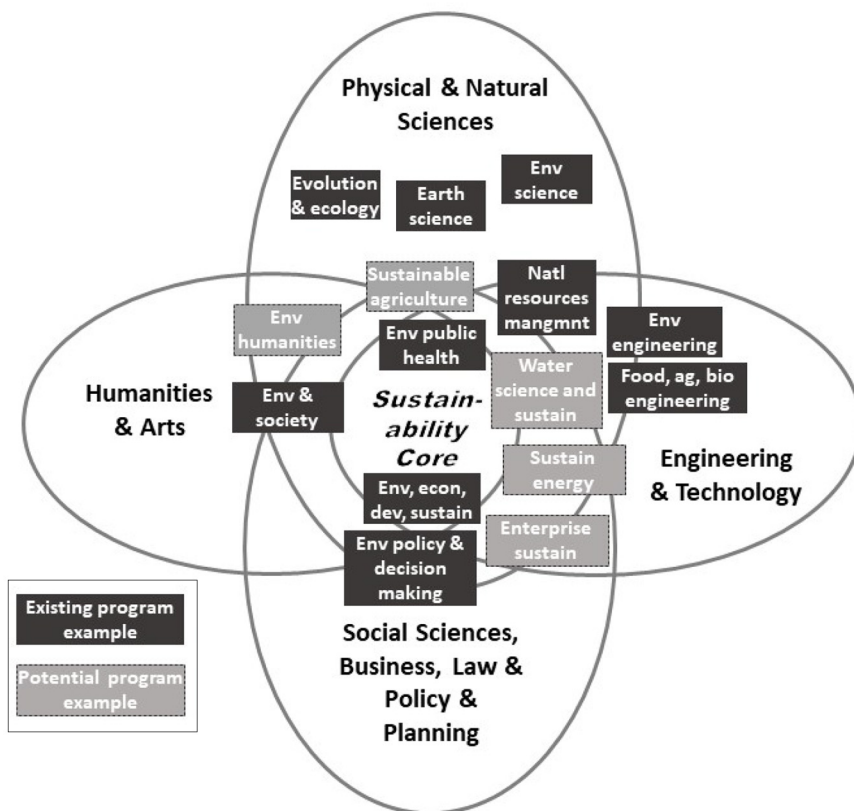 Physical & Natural
Sciences
Evolution
& ecology
Earth
science
Env
science
Sustainable
agriculture
Natl
resources
mangmnt
Env
humanities
Env public
health
Env
engineering
Humanities
& Arts
Env &
society
Sustain-
ability
Core
Water
science and
sustain
Food, ag, bio
engineering
Engineering
& Technology
Sustain
energy
Env, econ,
dev, sustain
Enterprise
sustain
Env policy &
decision
making
Existing program
example
Potential program
example
Social Sciences,
Business, Law &
Policy &
Planning